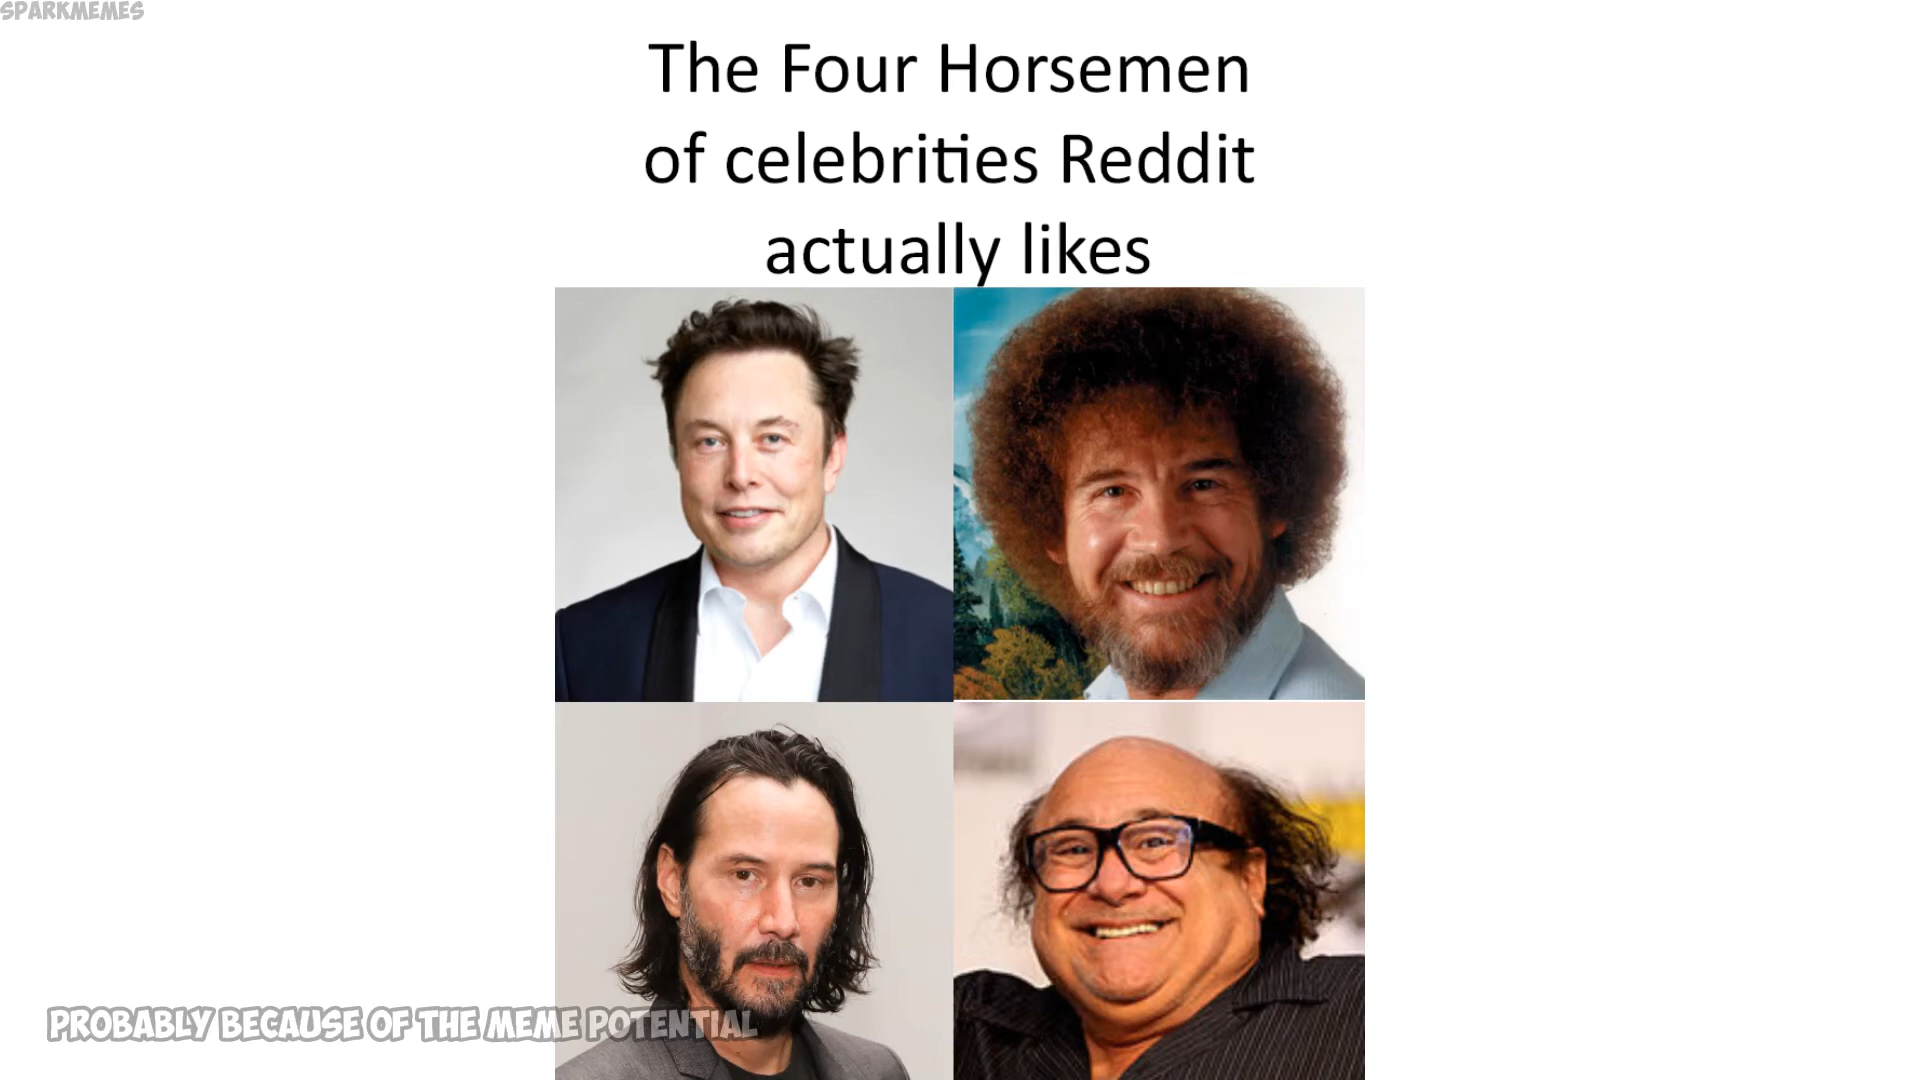 SPARKMEMES
The Four Horsemen
of celebrities Reddit
actually likes
PROBABLY BECAUSE OF THE MEME POTENTIAL